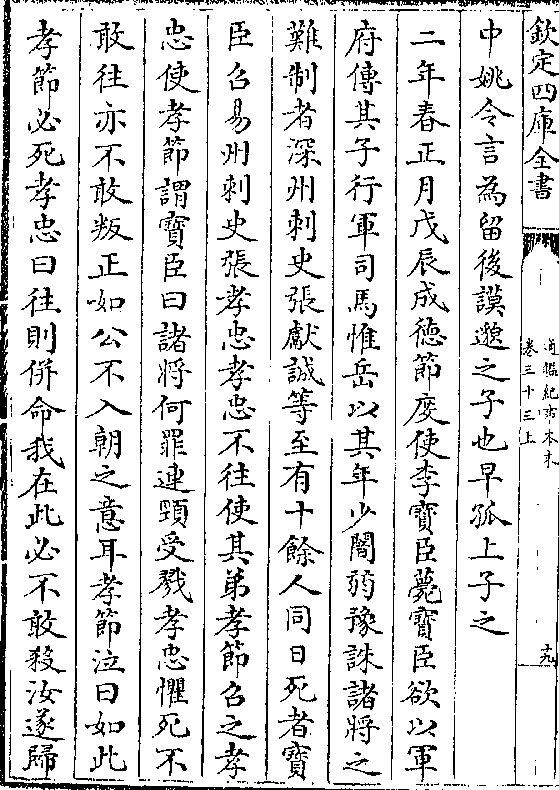 欽定四庫全書
通鑑紀事本末
卷三十三上
十九
中姚令言為留後謨邈之子也早孤上子之
二年春正月戊辰成德節度使李寶臣薨寶臣欲以軍
府傳其子行軍司馬惟岳以其年少闇弱豫誅諸將之
難制者深州刺史張獻誠等至有十餘人同日死者寶
臣召易州刺史張孝忠孝忠不往使其弟孝節召之孝
忠使孝節謂寶臣曰諸將何罪連頸受戮孝忠懼死不
敢往亦不敢叛正如公不入朝之意耳孝節泣曰如此
孝節必死孝忠曰往則併命我在此必不敢殺汝遂歸